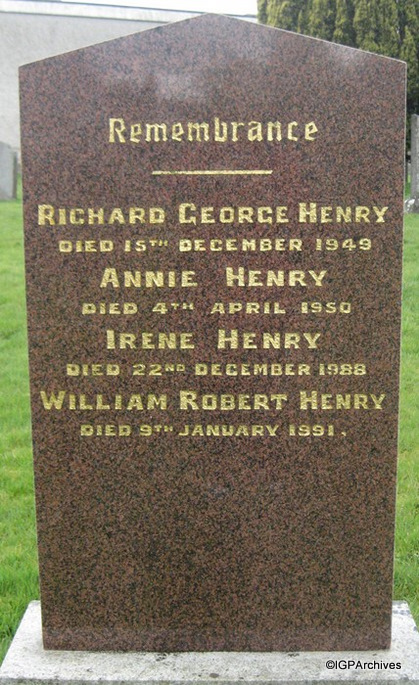 Remembrance
RICHARD GEORGE HENRY
DIED 15TH DECEMBER 1949
ANNIE HENRY
DIED 4TH APRIL 1950
IRENE HENRY
DIED 22ND DECEMBER 1988
WILLIAM ROBERT HENRY
DIED 9TH JANUARY 1991.
©IGPArchives